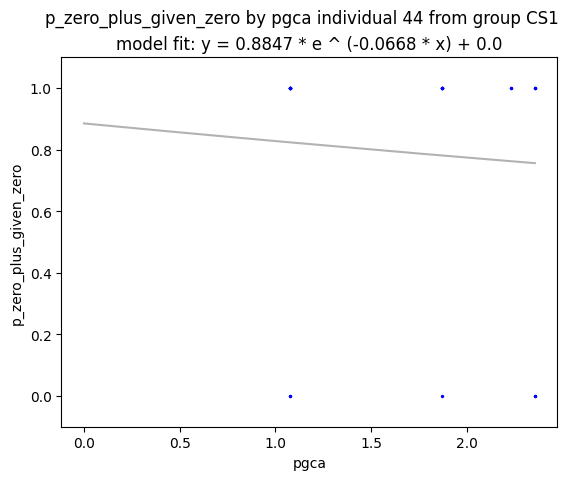 p_zero_plus_given_zero by pgca individual 44 from group CS1
model fit: y = 0.8847 * e ^ (-0.0668 * x) + 0.0
1.0
0.8
0.6
0.4
0.2
0.0
p_zero_plus_given_zero
0.0 0.5 1.0 1.5 2.0
pgca